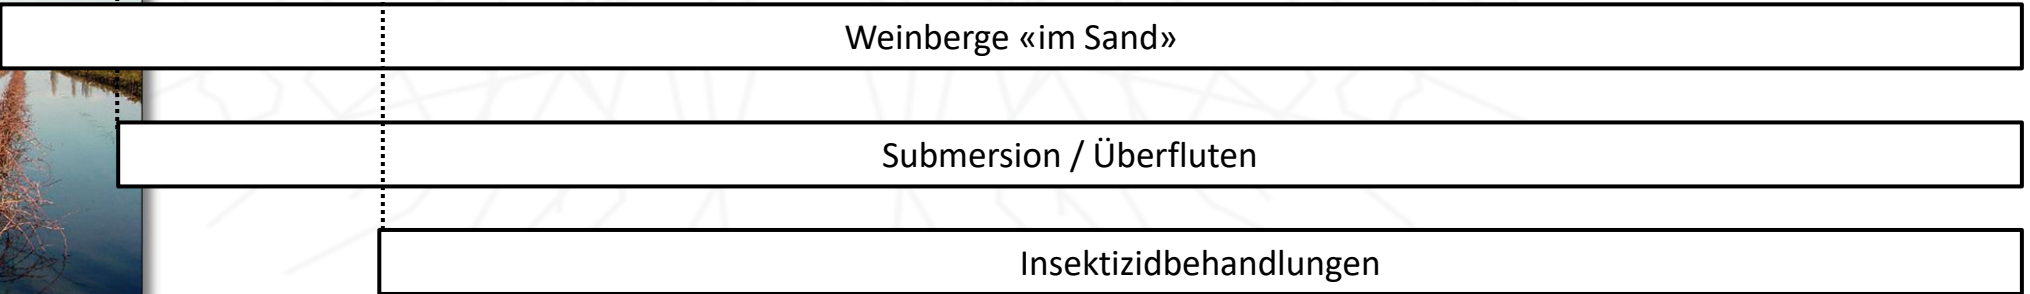 Weinberge «im Sand»
Submersion / Überfluten
Insektizidbehandlungen